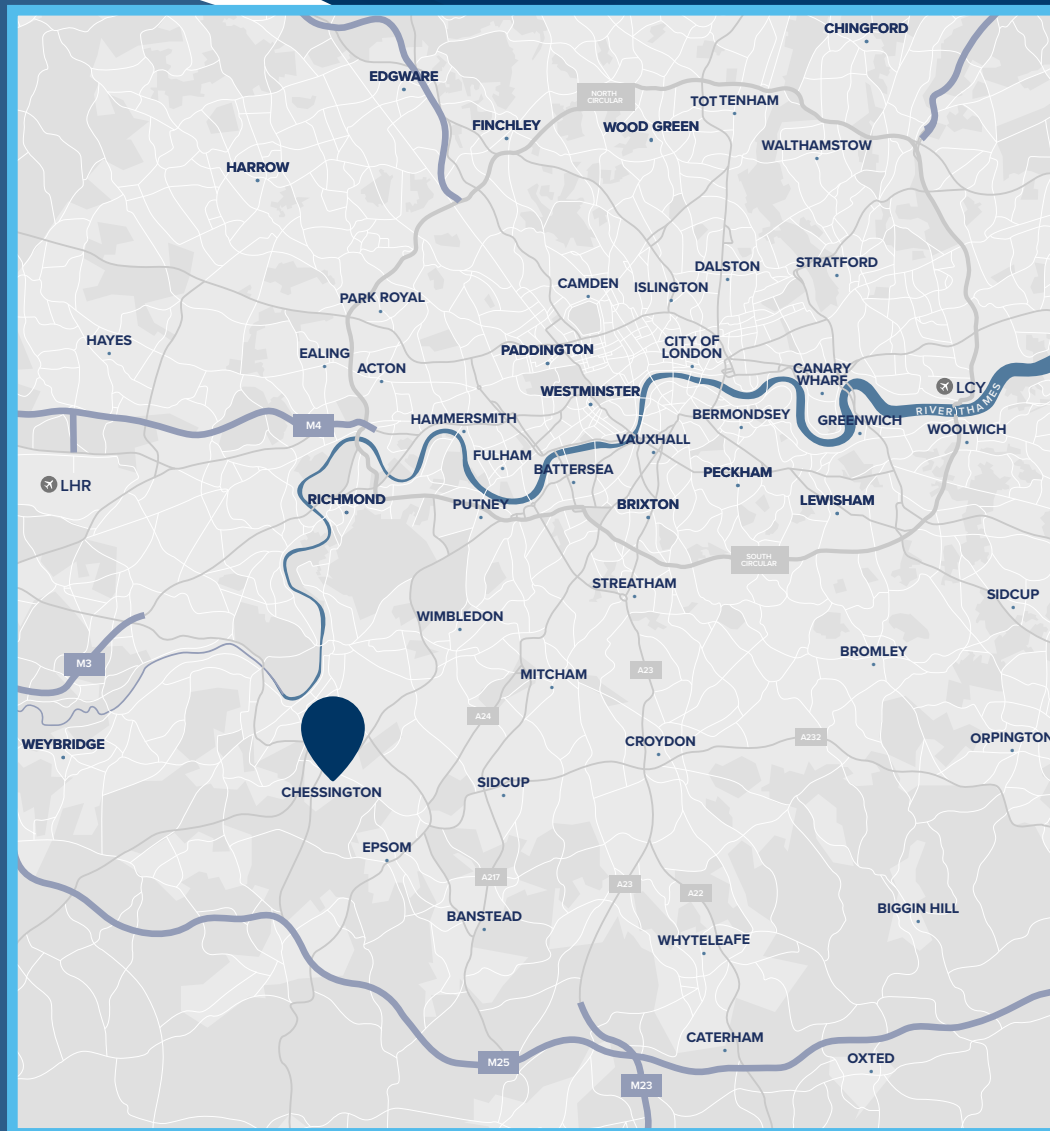 CHINGFORD
EDGWARE
NORTH
CIRCULAR
TOTTENHAM
FINCHLEY
WOOD GREEN
WALTHAMSTOW
HARROW
DALSTON
STRATFORD
CAMDEN
ISLINGTON
PARK ROYAL
HAYES
EALING
ACTON
PADDINGTON
CITY OF
LONDON
CANARY
WHARF
WESTMINSTER
LCY
RIVER THAMES
M4
HAMMERSMITH
BERMONDSEY
GREENWICH
WOOLWICH
VAUXHALL
FULHAM
BATTERSEA
PECKHAM
LHR
RICHMOND
PUTNEY
BRIXTON
LEWISHAM
SOUTH
CIRCULAR
STREATHAM
SIDCUP
WIMBLEDON
BROMLEY
M3
MITCHAM
A23
A24
WEYBRIDGE
CROYDON
A232
ORPINGTON
CHESSINGTON
SIDCUP
EPSOM
A217
A23
A22
BANSTEAD
BIGGIN HILL
WHYTELEAFE
CATERHAM
OXTED
M25
M23